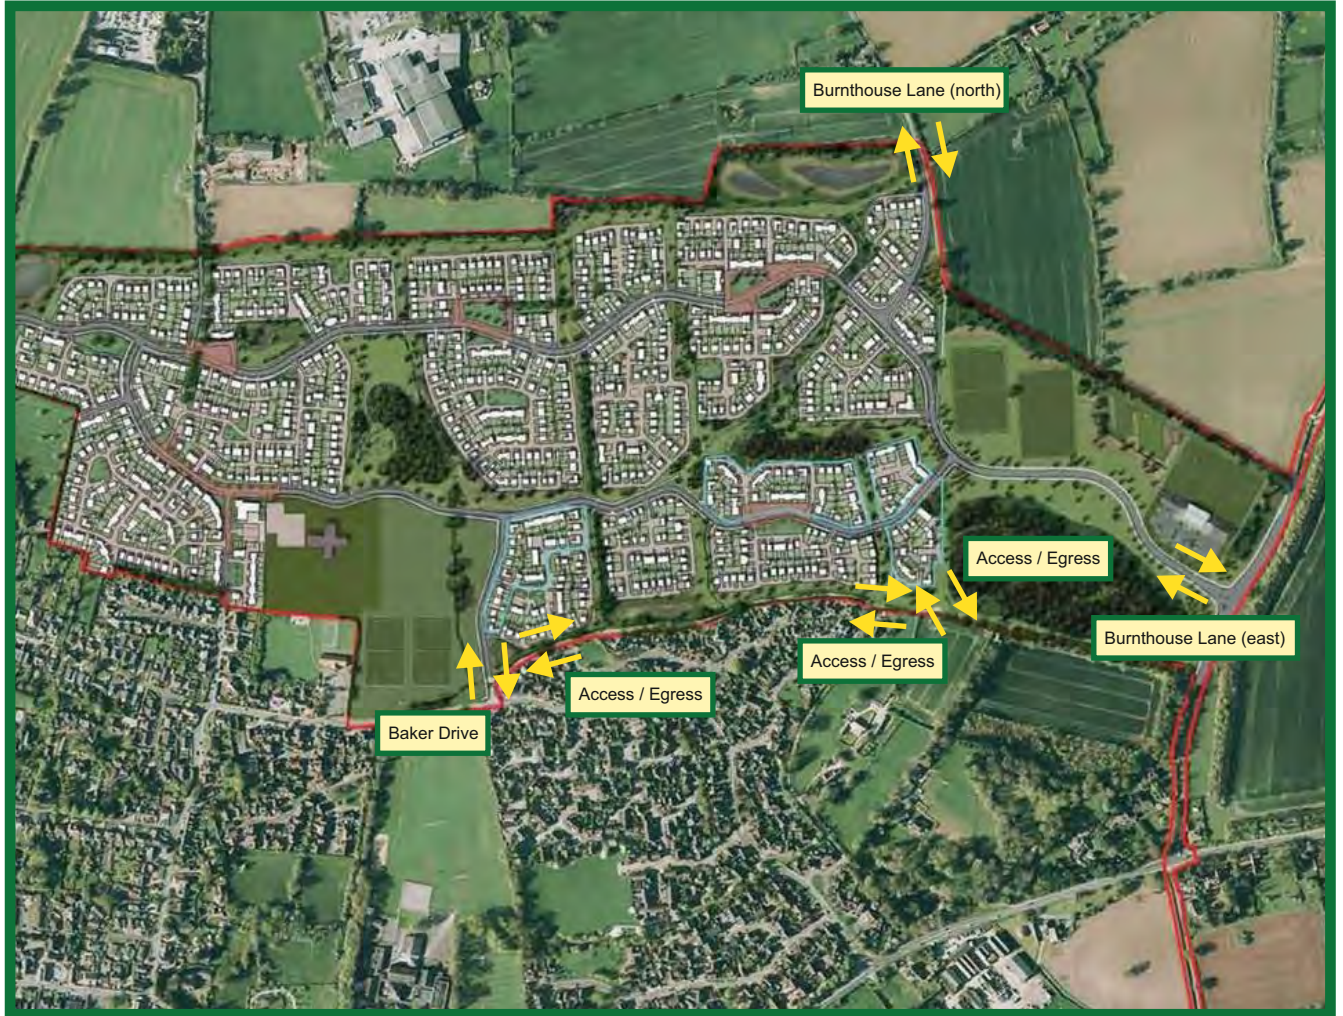 Burnthouse Lane (north)
Access / Egress
Burnthouse Lane (east)
Access / Egress
Access / Egress
Baker Drive